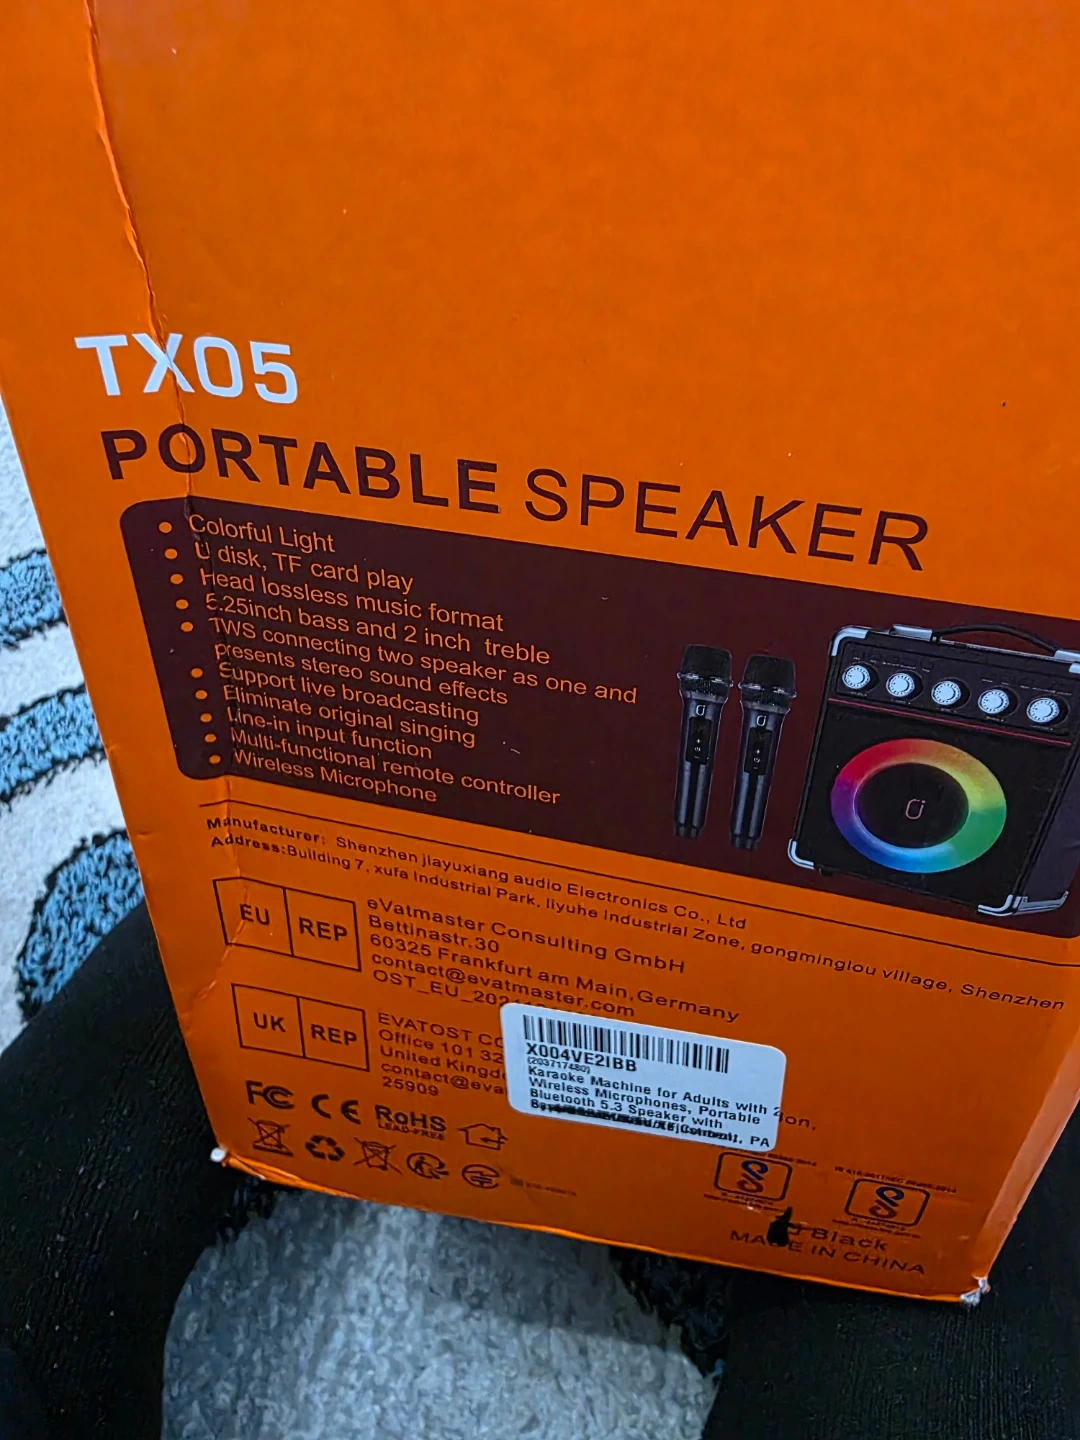 TX05
PORTABLE SPEAKER
Colorful Light
U disk, TF card play
Head lossless music format
5.25inch bass and 2 inch treble
TWS connecting two speaker as one and
presents stereo sound effects
Support live broadcasting
Eliminate original singing
Line-in input function
Multi-functional remote controller
Wireless Microphone
Manufacturer: Shenzhen jiayuxiang audio Electronics Co., Ltd
Address:Building 7, xufa Industrial Park, liyuhe Industrial Zone, gongminglou village, Shenzhen
EU REP
eVatmaster Consulting GmbH
Bettinastr.30
60325 Frankfurt am Main,Germany
contact@evatmaster.com
OST_EU_202
UK REP
EVATOST CO
Office 101 32
United Kingd
contact@eva
25909
X004VE2IBB
(203717480)
Karaoke Machine for Adults with 2
Wireless Microphones, Portable
Bluetooth 5.3 Speaker with
PA
ion,
FC CE RoHS
LEAD-FREE
Black
MADE IN CHINA